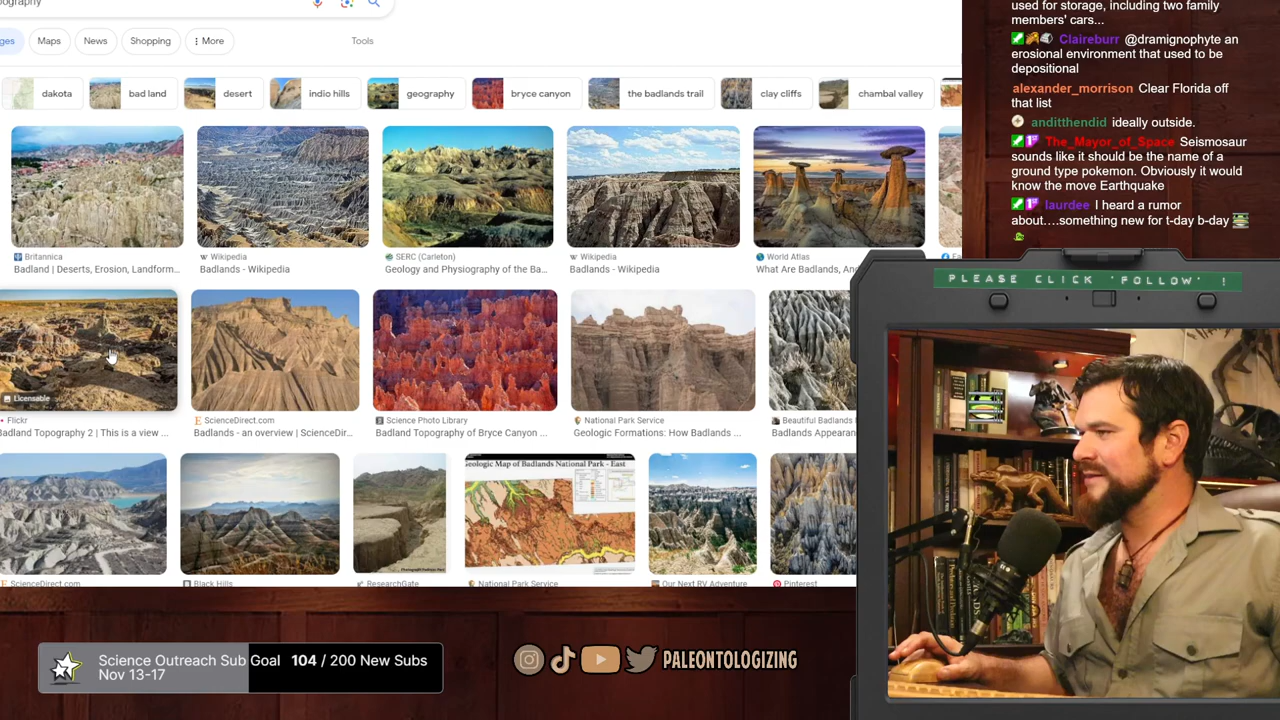 ography
ges
Maps
News
Shopping
More
Tools
dakota
bad land
desert
indio hills
geography
bryce canyon
the badlands trail
clay cliffs
chambal valley
Britannica
Badland | Deserts, Erosion, Landform...
Wikipedia
Badlands - Wikipedia
SERC (Carleton)
Geology and Physiography of the Ba...
Wikipedia
Badlands - Wikipedia
World Atlas
What Are Badlands, An
Licensable
Flickr
Badland Topography 2 | This is a view ...
ScienceDirect.com
Badlands - an overview | ScienceDir...
Science Photo Library
Badland Topography of Bryce Canyon ...
National Park Service
Geologic Formations: How Badlands ...
Beautiful Badlands
Badlands Appearan
Geologic Map of Badlands National Park - East
ScienceDirect.com
Black Hills
ResearchGate
National Park Service
Our Next RV Adventure
Pinterest
used for storage, including two family
members' cars...
Claireburr @dramignophyte an
erosional environment that used to be
depositional
alexander_morrison Clear Florida off
that list
anditthendid ideally outside.
The_Mayor_of_Space Seismosaur
sounds like it should be the name of a
ground type pokemon. Obviously it would
know the move Earthquake
laurdee I heard a rumor
about....something new for t-day b-day
PLEASE CLICK 'FOLLOW' !
Science Outreach Sub Goal 104 / 200 New Subs
Nov 13-17
PALEONTOLOGIZING